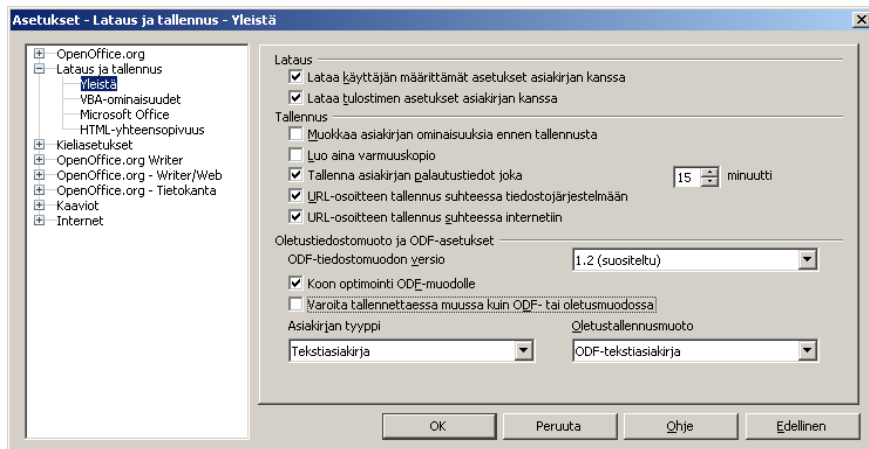 Asetukset - Lataus ja tallennus - Yleistä
OpenOffice.org
Lataus ja tallennus
Yleistä
VBA-ominaisuudet
Microsoft Office
HTML-yhteensopivuus
Kieliasetukset
OpenOffice.org Writer
OpenOffice.org - Writer/Web
OpenOffice.org - Tietokanta
Kaaviot
Internet
Lataus
Lataa käyttäjän määrittämät asetukset asiakirjan kanssa
Lataa tulostimen asetukset asiakirjan kanssa
Tallennus
Muokkaa asiakirjan ominaisuuksia ennen tallennusta
Luo aina varmuuskopio
Tallenna asiakirjan palautustiedot joka 15 minuutti
URL-osoitteen tallennus suhteessa tiedostojärjestelmään
URL-osoitteen tallennus suhteessa internetiin
Oletustiedostomuoto ja ODF-asetukset
ODF-tiedostomuodon versio 1.2 (suositeltu)
Koon optimointi ODF-muodolle
Varoita tallennettaessa muussa kuin ODF- tai oletusmuodossa
Asiakirjan tyyppi Oletustallennusmuoto
Tekstiasiakirja ODF-tekstiasiakirja
OK Peruuta Ohje Edellinen